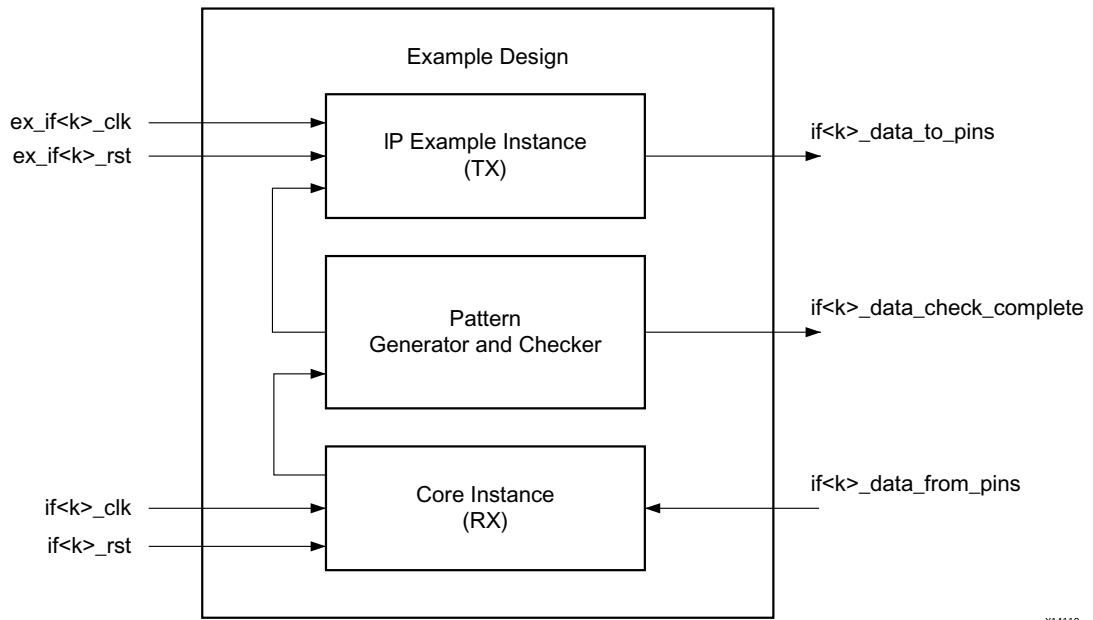 Example Design
ex_if<k>_clk
ex_if<k>_rst
IP Example Instance
(TX)
if<k>_data_to_pins
Pattern
Generator and Checker
if<k>_data_check_complete
if<k>_clk
if<k>_rst
Core Instance
(RX)
if<k>_data_from_pins